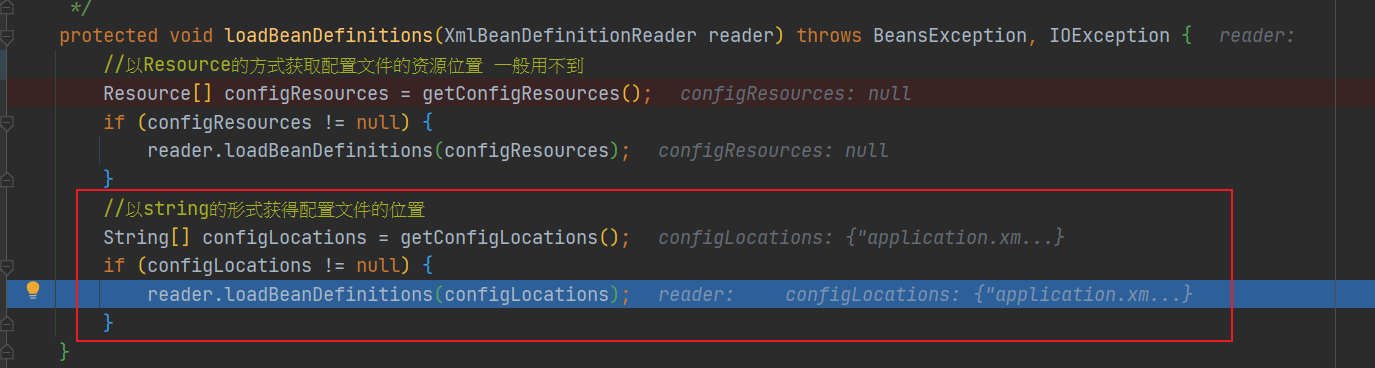 */
protected void loadBeanDefinitions(XmlBeanDefinitionReader reader) throws BeansException, IOException { reader:
//以Resource的方式获取配置文件的资源位置 一般用不到
Resource[] configResources = getConfigResources(); configResources: null
if (configResources != null) {
reader.loadBeanDefinitions(configResources); configResources: null
}
//以string的形式获得配置文件的位置
String[] configLocations = getConfigLocations(); configLocations: {"application.xm...}
if (configLocations != null) {
reader.loadBeanDefinitions(configLocations); reader: configLocations: {"application.xm...}
}
}